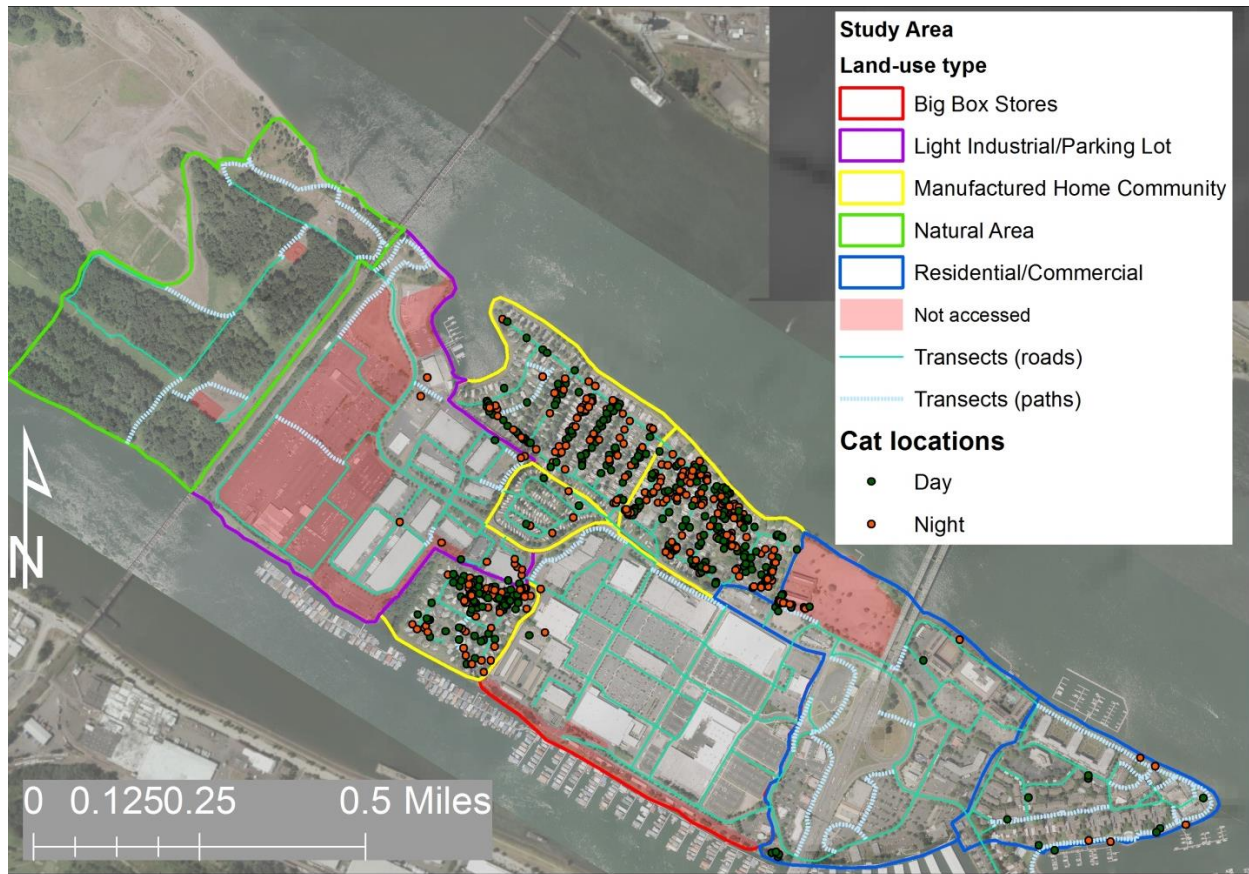 Study Area
Land-use type
Big Box Stores
Light Industrial/Parking Lot
Manufactured Home Community
Natural Area
Residential/Commercial
Not accessed
Transects (roads)
Transects (paths)
Cat locations
Day
Night
N
0 0.1250.25 0.5 Miles